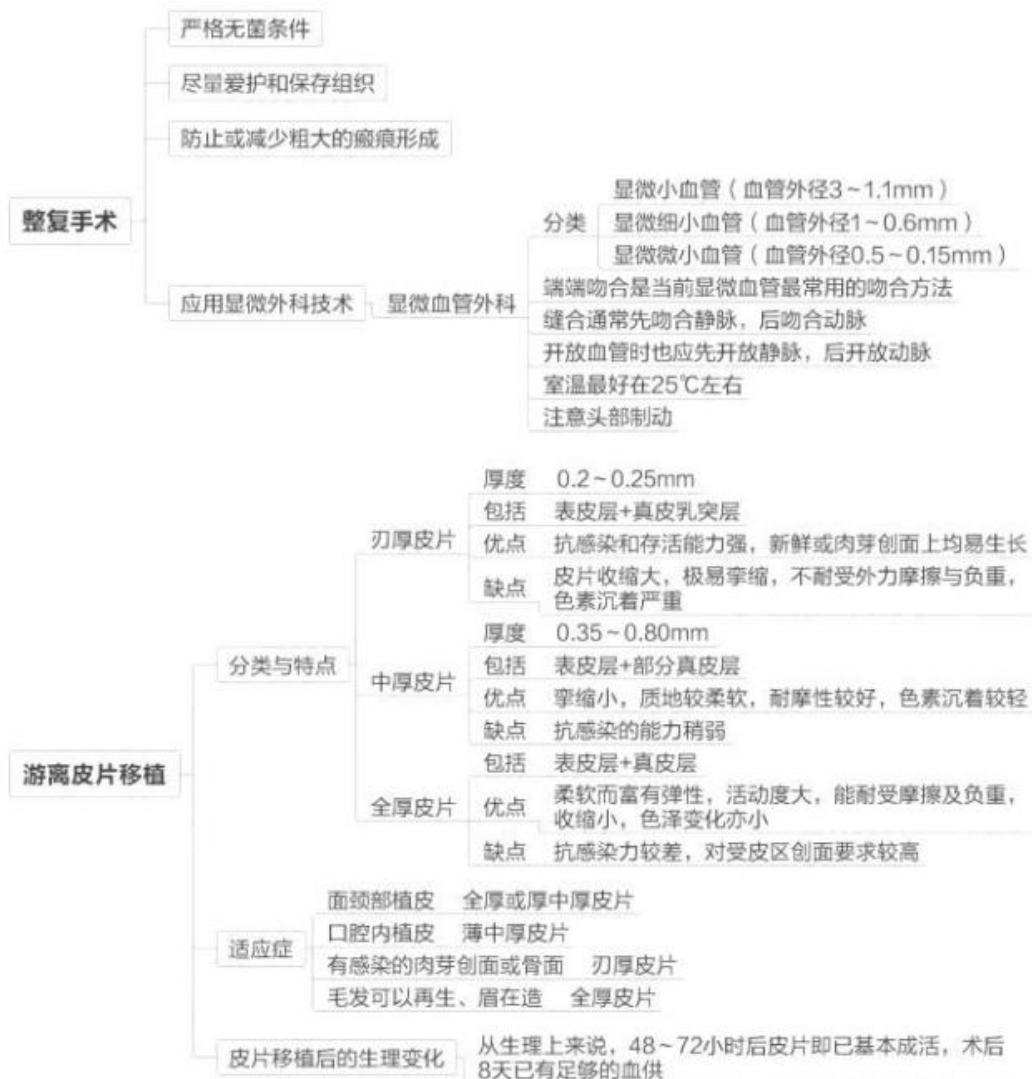 整复手术
严格无菌条件
尽量爱护和保存组织
防止或减少粗大的瘢痕形成
应用显微外科技术
显微血管外科
分类
显微小血管（血管外径3～1.1mm）
显微细小血管（血管外径1～0.6mm）
显微微小血管（血管外径0.5～0.15mm）
端端吻合是当前显微血管最常用的吻合方法
缝合通常先吻合静脉，后吻合动脉
开放血管时也应先开放静脉，后开放动脉
室温最好在25℃左右
注意头部制动
游离皮片移植
分类与特点
刃厚皮片
厚度 0.2～0.25mm
包括 表皮层+真皮乳突层
优点 抗感染和存活能力强，新鲜或肉芽创面上均易生长
缺点 皮片收缩大，极易挛缩，不耐受外力摩擦与负重，
色素沉着严重
中厚皮片
厚度 0.35～0.80mm
包括 表皮层+部分真皮层
优点 挛缩小，质地较柔软，耐摩性较好，色素沉着较轻
缺点 抗感染的能力稍弱
全厚皮片
包括 表皮层+真皮层
优点 柔软而富有弹性，活动度大，能耐受摩擦及负重，
收缩小，色泽变化亦小
缺点 抗感染力较差，对受皮区创面要求较高
适应症
面颈部植皮 全厚或厚中厚皮片
口腔内植皮 薄中厚皮片
有感染的肉芽创面或骨面 刃厚皮片
毛发可以再生、眉在造 全厚皮片
皮片移植后的生理变化
从生理上来说，48～72小时后皮片即已基本成活，术后
8天已有足够的血供